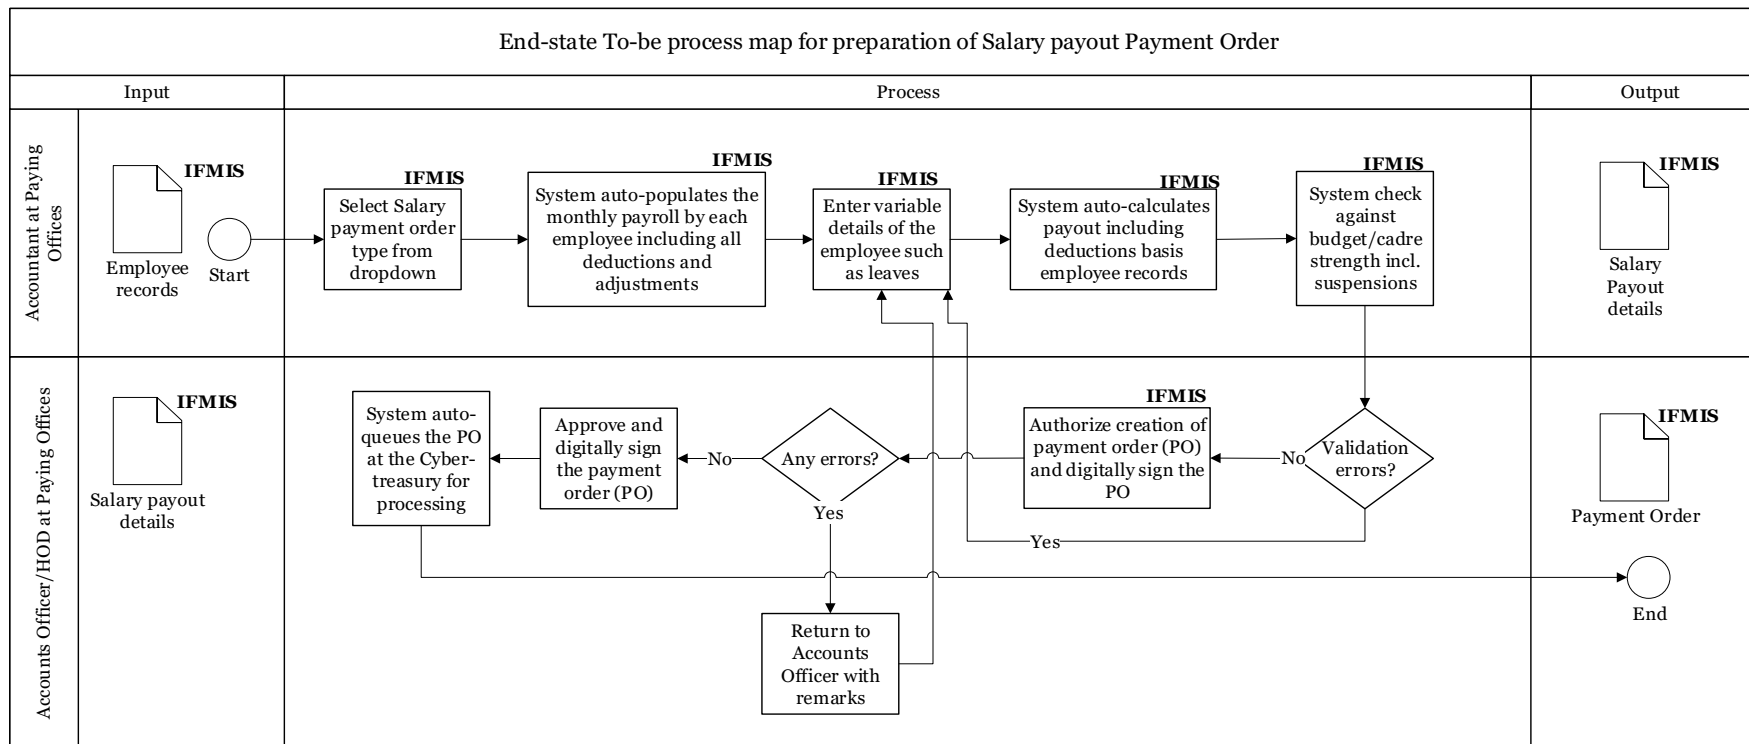 End-state To-be process map for preparation of Salary payout Payment Order
Input
Process
Output
Accountant at Paying
Offices
IFMIS
Employee
records
Start
IFMIS
Select Salary
payment order
type from
dropdown
IFMIS
System auto-populates the
monthly payroll by each
employee including all
deductions and
adjustments
IFMIS
Enter variable
details of the
employee such
as leaves
IFMIS
System auto-calculates
payout including
deductions basis
employee records
IFMIS
System check
against
budget/cadre
strength incl.
suspensions
IFMIS
Salary
Payout
details
Accounts Officer/HOD at Paying Offices
IFMIS
Salary payout
details
System auto-
queues the PO
at the Cyber-
treasury for
processing
Approve and
digitally sign
the payment
order (PO)
No
Any errors?
Yes
IFMIS
Authorize creation of
payment order (PO)
and digitally sign the
PO
No
Validation
errors?
Yes
IFMIS
Payment Order
End
Return to
Accounts
Officer with
remarks